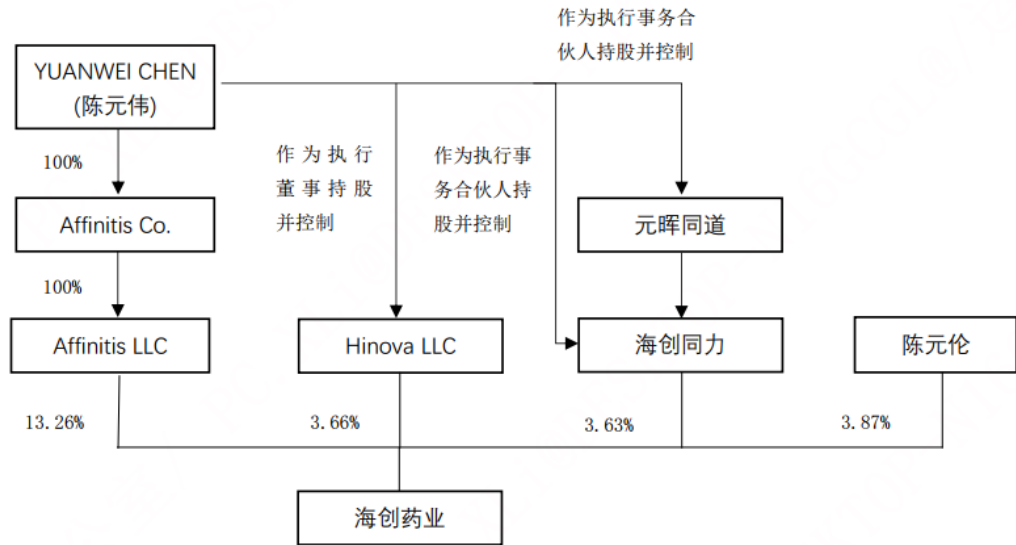 作为执行事务合
伙人持股并控制
YUANWEI CHEN
(陈元伟)
100%
作为执行
董事持股
并控制
作为执行事
务合伙人持
股并控制
Affinitis Co.
元晖同道
100%
Affinitis LLC
Hinova LLC
海创同力
陈元伦
13.26%
3.66%
3.63%
3.87%
海创药业